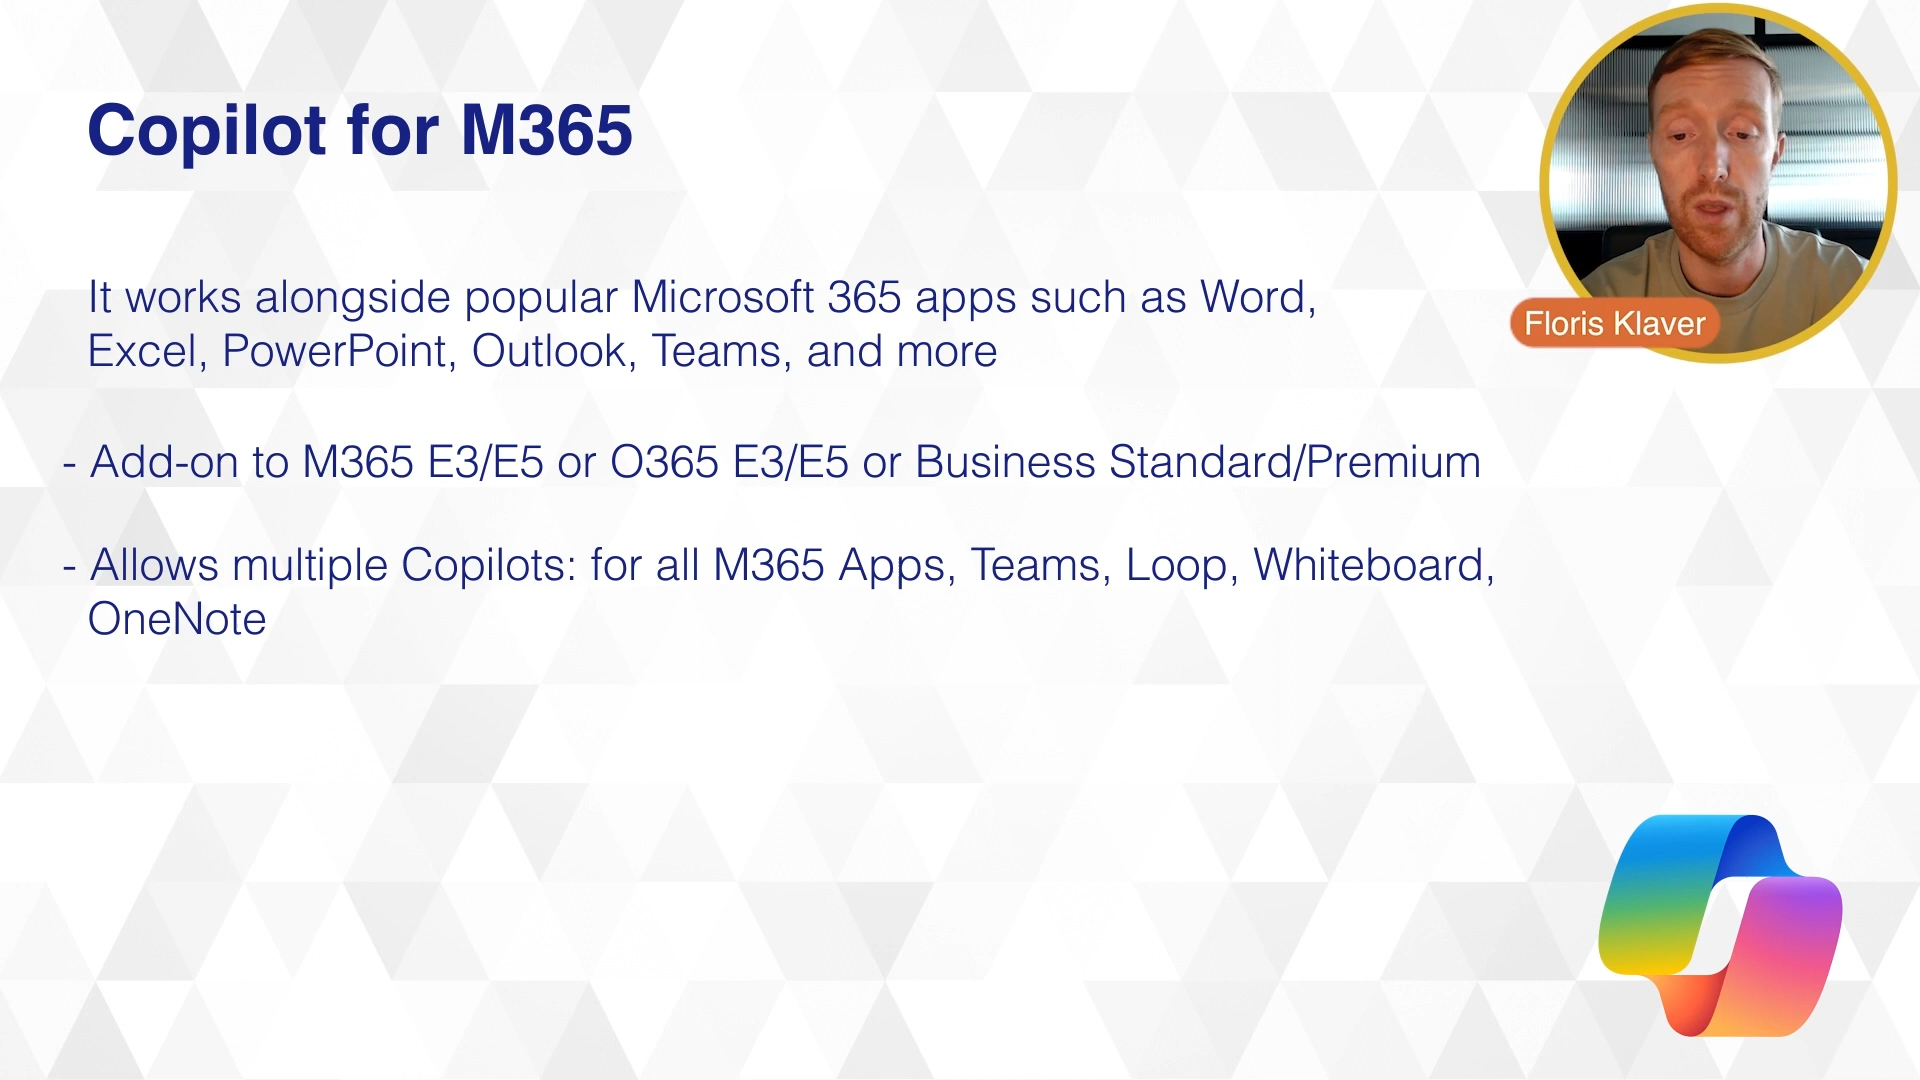 Copilot for M365
It works alongside popular Microsoft 365 apps such as Word,
Excel, PowerPoint, Outlook, Teams, and more
- Add-on to M365 E3/E5 or O365 E3/E5 or Business Standard/Premium
- Allows multiple Copilots: for all M365 Apps, Teams, Loop, Whiteboard,
OneNote
Floris Klaver